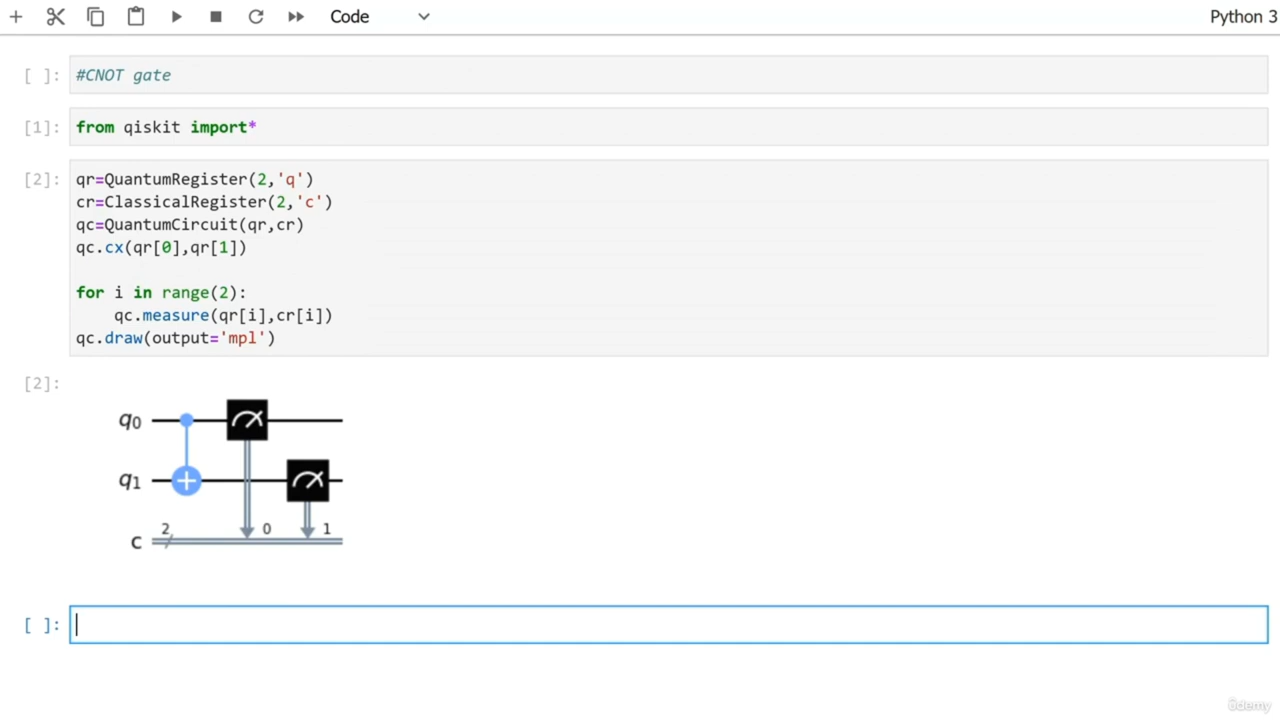 Code
Python 3
[ ]: #CNOT gate
[1]: from qiskit import*
[2]: qr=QuantumRegister(2,'q')
cr=ClassicalRegister(2,'c')
qc=QuantumCircuit(qr,cr)
qc.cx(qr[0],qr[1])
for i in range(2):
    qc.measure(qr[i],cr[i])
qc.draw(output='mpl')
[2]:
q0
q1
2 0 1
c
[ ]:
ûdemy